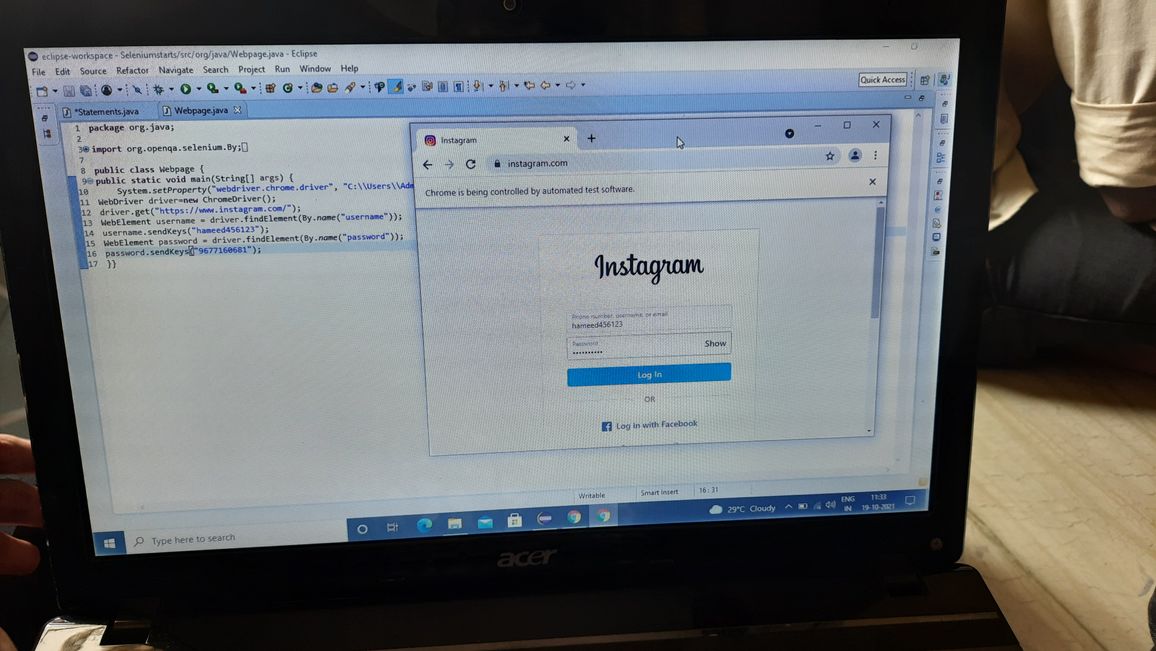 eclipse-workspace - Seleniumstarts/src/org/java/Webpage.java - Eclipse
File Edit Source Refactor Navigate Search Project Run Window Help
Quick Access
*Statements.java Webpage.java
1 package org.java;
2
3 import org.openqa.selenium.By;
7
8 public class Webpage {
9 public static void main(String[] args) {
10 System.setProperty("webdriver.chrome.driver", "C:\\Users\\Adm
11 WebDriver driver=new ChromeDriver();
12 driver.get("https://www.instagram.com/");
13 WebElement username = driver.findElement(By.name("username"));
14 username.sendKeys("hameed456123");
15 WebElement password = driver.findElement(By.name("password"));
16 password.sendKeys("9677160681");
17 }}
Instagram
instagram.com
Chrome is being controlled by automated test software.
Instagram
Phone number, username, or email
hameed456123
Password
Show
Log In
OR
Log in with Facebook
Writable Smart Insert 16 : 31
Type here to search
29°C Cloudy
ENG
IN
11:33
19-10-2021
acer